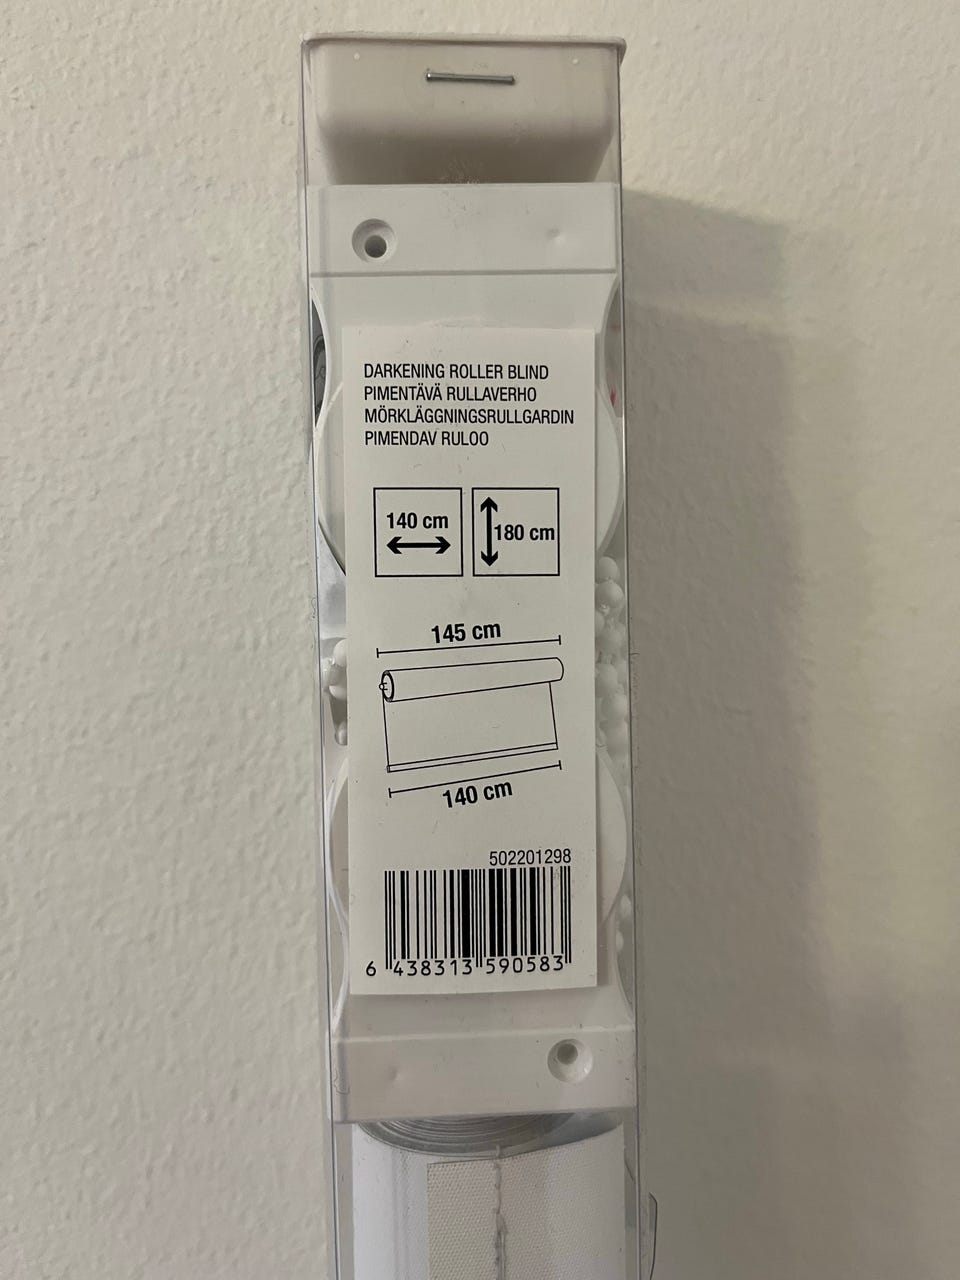 DARKENING ROLLER BLIND
PIMENTÄVÄ RULLAVERHO
MÖRKLÄGGNINGSRULLGARDIN
PIMENDAV RULOO
140 cm
180 cm
145 cm
140 cm
502201298
6 438313 590583